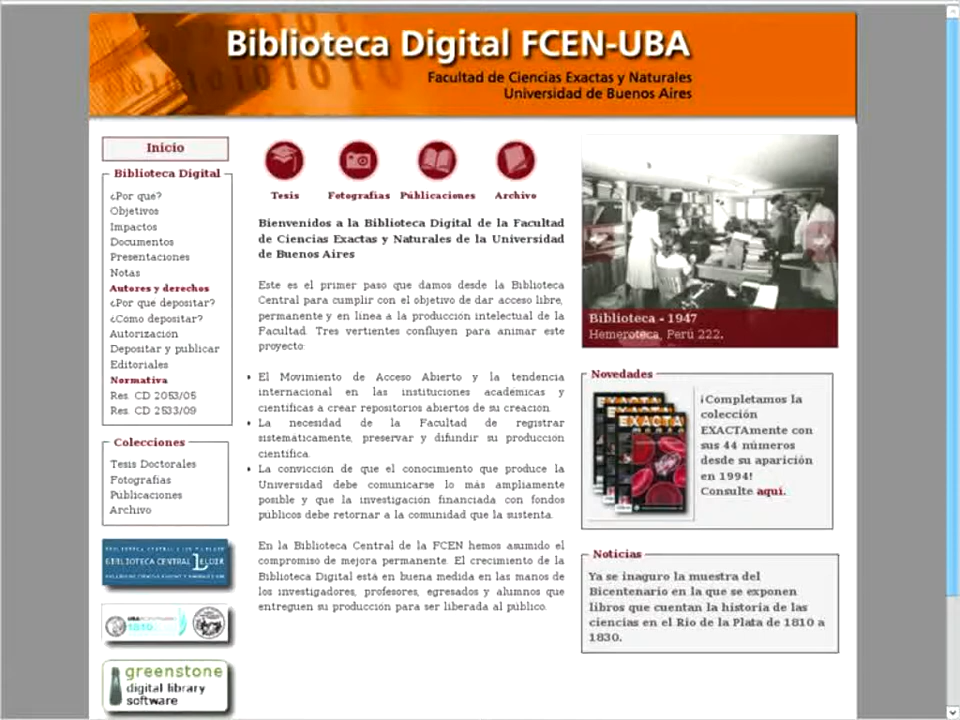 Biblioteca Digital FCEN-UBA
Facultad de Ciencias Exactas y Naturales
Universidad de Buenos Aires
Inicio
Biblioteca Digital
¿Por que?
Objetivos
Impactos
Documentos
Presentaciones
Notas
Autores y derechos
¿Por que depositar?
¿Como depositar?
Autorización
Depositar y publicar
Editoriales
Normativa
Res. CD 2053/05
Res. CD 2533/09
Colecciones
Tesis Doctorales
Fotografias
Publicaciones
Archivo
BIBLIOTECA CENTRAL
greenstone
digital library
software
Tesis
Fotografias
Públicaciones
Archivo
Bienvenidos a la Biblioteca Digital de la Facultad
de Ciencias Exactas y Naturales de la Universidad
de Buenos Aires
Este es el primer paso que damos desde la Biblioteca
Central para cumplir con el objetivo de dar acceso libre,
permanente y en linea a la produccion intelectual de la
Facultad. Tres vertientes confluyen para animar este
proyecto:
El Movimiento de Acceso Abierto y la tendencia
internacional en las instituciones académicas y
científicas a crear repositorios abiertos de su creacion
La necesidad de la Facultad de registrar
sistemáticamente, preservar y difundir su produccion
científica.
La conviccion de que el conocimiento que produce la
Universidad debe comunicarse lo más ampliamente
posible y que la investigación financiada con fondos
públicos debe retornar a la comunidad que la sustenta.
En la Biblioteca Central de la FCEN hemos asumido el
compromiso de mejora permanente. El crecimiento de la
Biblioteca Digital está en buena medida en las manos de
los investigadores, profesores, egresados y alumnos que
entreguen su produccion para ser liberada al público.
Biblioteca - 1947
Hemeroteca, Perú 222.
Novedades
EXACTA
¡Completamos la
colección
EXACTAmente con
sus 44 números
desde su aparición
en 1994!
Consulte aquí.
Noticias
Ya se inaguro la muestra del
Bicentenario en la que se exponen
libros que cuentan la historia de las
ciencias en el Río de la Plata de 1810 a
1830.